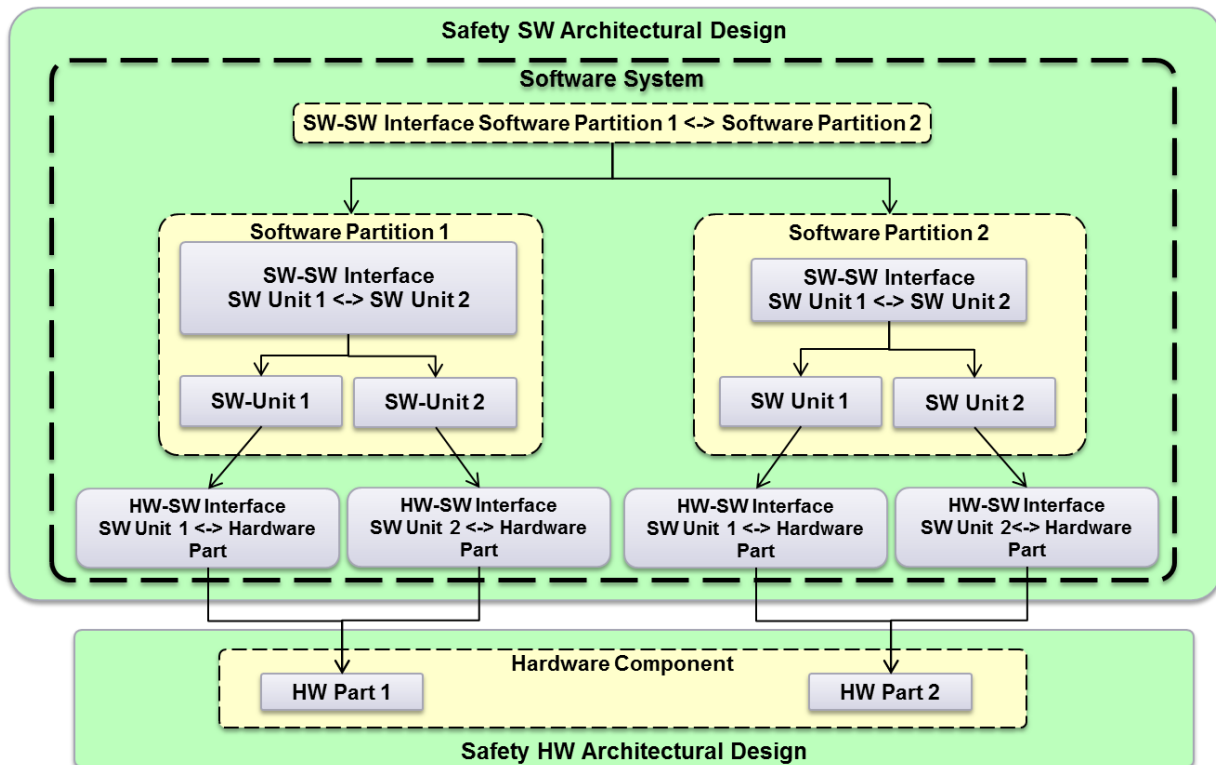 Safety SW Architectural Design
Software System
SW-SW Interface Software Partition 1 <-> Software Partition 2
Software Partition 1
SW-SW Interface
SW Unit 1 <-> SW Unit 2
SW-Unit 1
SW-Unit 2
Software Partition 2
SW-SW Interface
SW Unit 1 <-> SW Unit 2
SW Unit 1
SW Unit 2
HW-SW Interface
SW Unit 1 <-> Hardware
Part
HW-SW Interface
SW Unit 2 <-> Hardware
Part
HW-SW Interface
SW Unit 1 <-> Hardware
Part
HW-SW Interface
SW Unit 2<-> Hardware
Part
Hardware Component
HW Part 1
HW Part 2
Safety HW Architectural Design